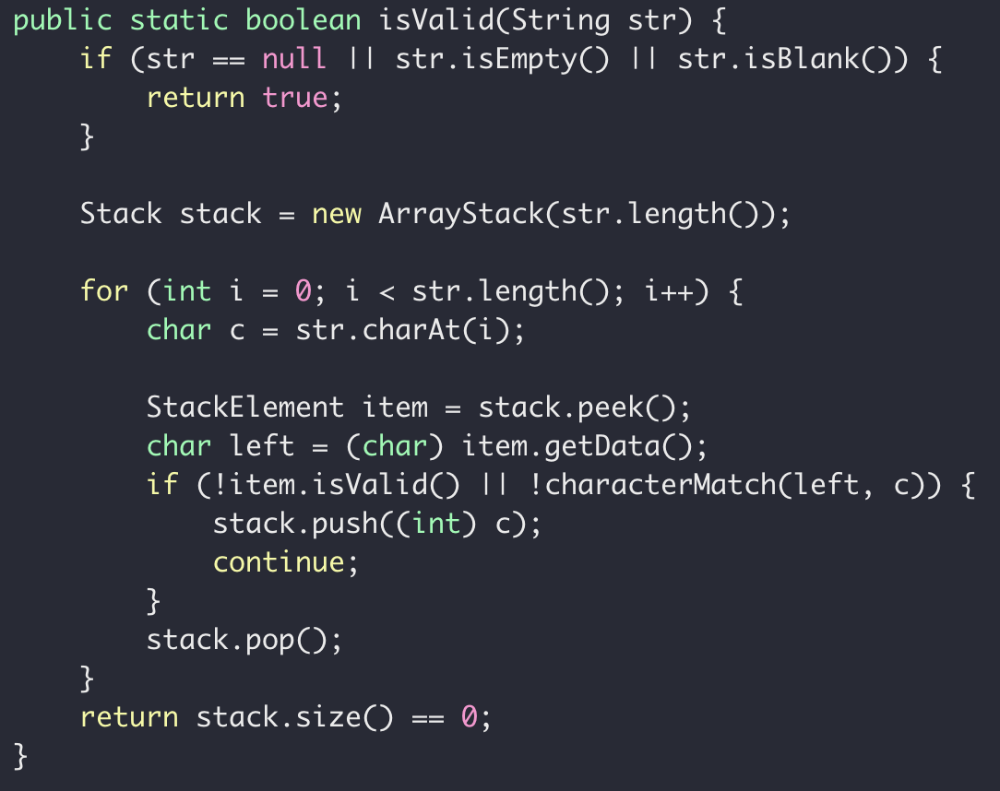 public static boolean isValid(String str) {
    if (str == null || str.isEmpty() || str.isBlank()) {
        return true;
    }

    Stack stack = new ArrayStack(str.length());

    for (int i = 0; i < str.length(); i++) {
        char c = str.charAt(i);

        StackElement item = stack.peek();
        char left = (char) item.getData();
        if (!item.isValid() || !characterMatch(left, c)) {
            stack.push((int) c);
            continue;
        }
        stack.pop();
    }
    return stack.size() == 0;
}